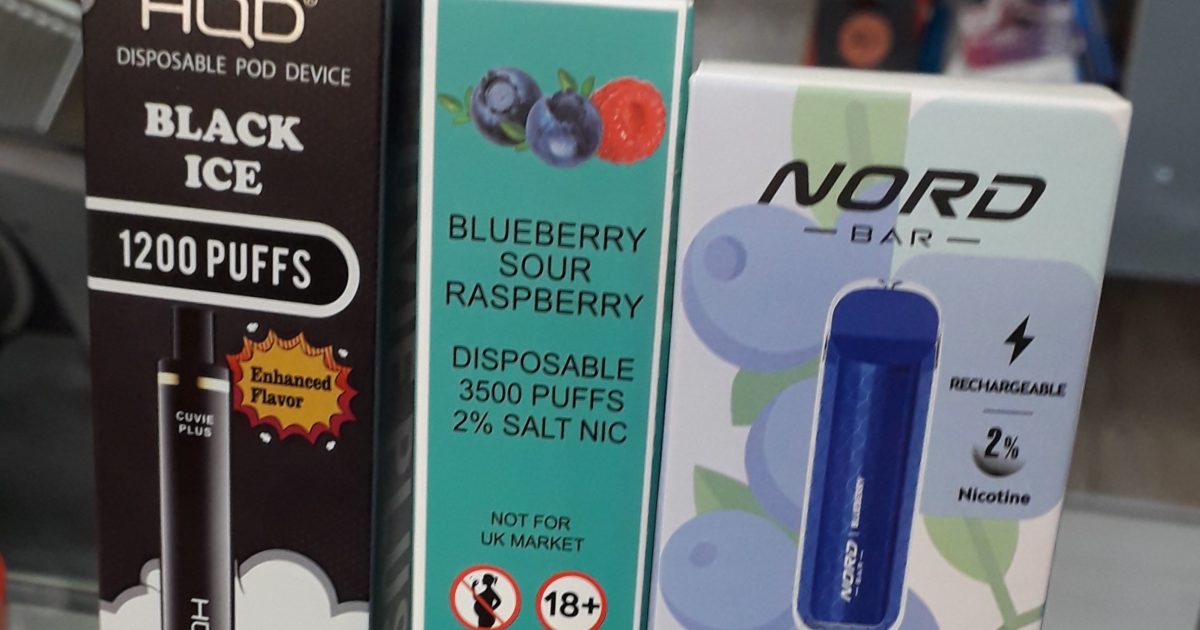 HQD®
DISPOSABLE POD DEVICE
BLACK
ICE
1200 PUFFS
Enhanced
Flavor
CUVIE
PLUS
BLUEBERRY
SOUR
RASPBERRY
DISPOSABLE
3500 PUFFS
2% SALT NIC
NOT FOR
UK MARKET
18+
NORD
BAR
RECHARGEABLE
2%
Nicotine
NORD
BAR
BLUEBERRY